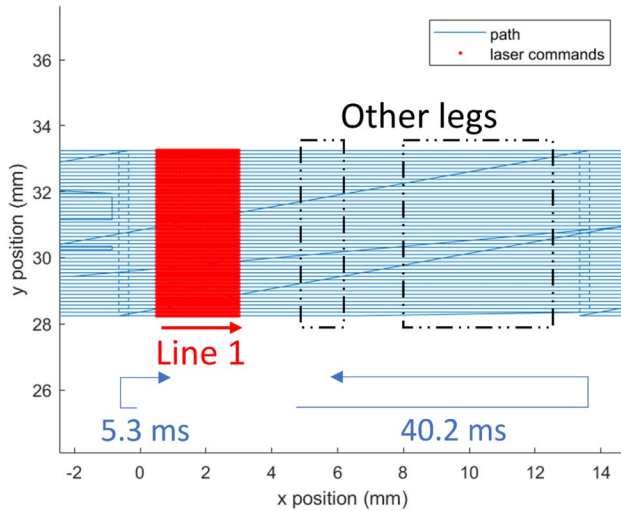 path
laser commands
Other legs
36
34
32
30
28
26
y position (mm)
Line 1
5.3 ms
40.2 ms
-2
0
2
4
6
8
10
12
14
x position (mm)